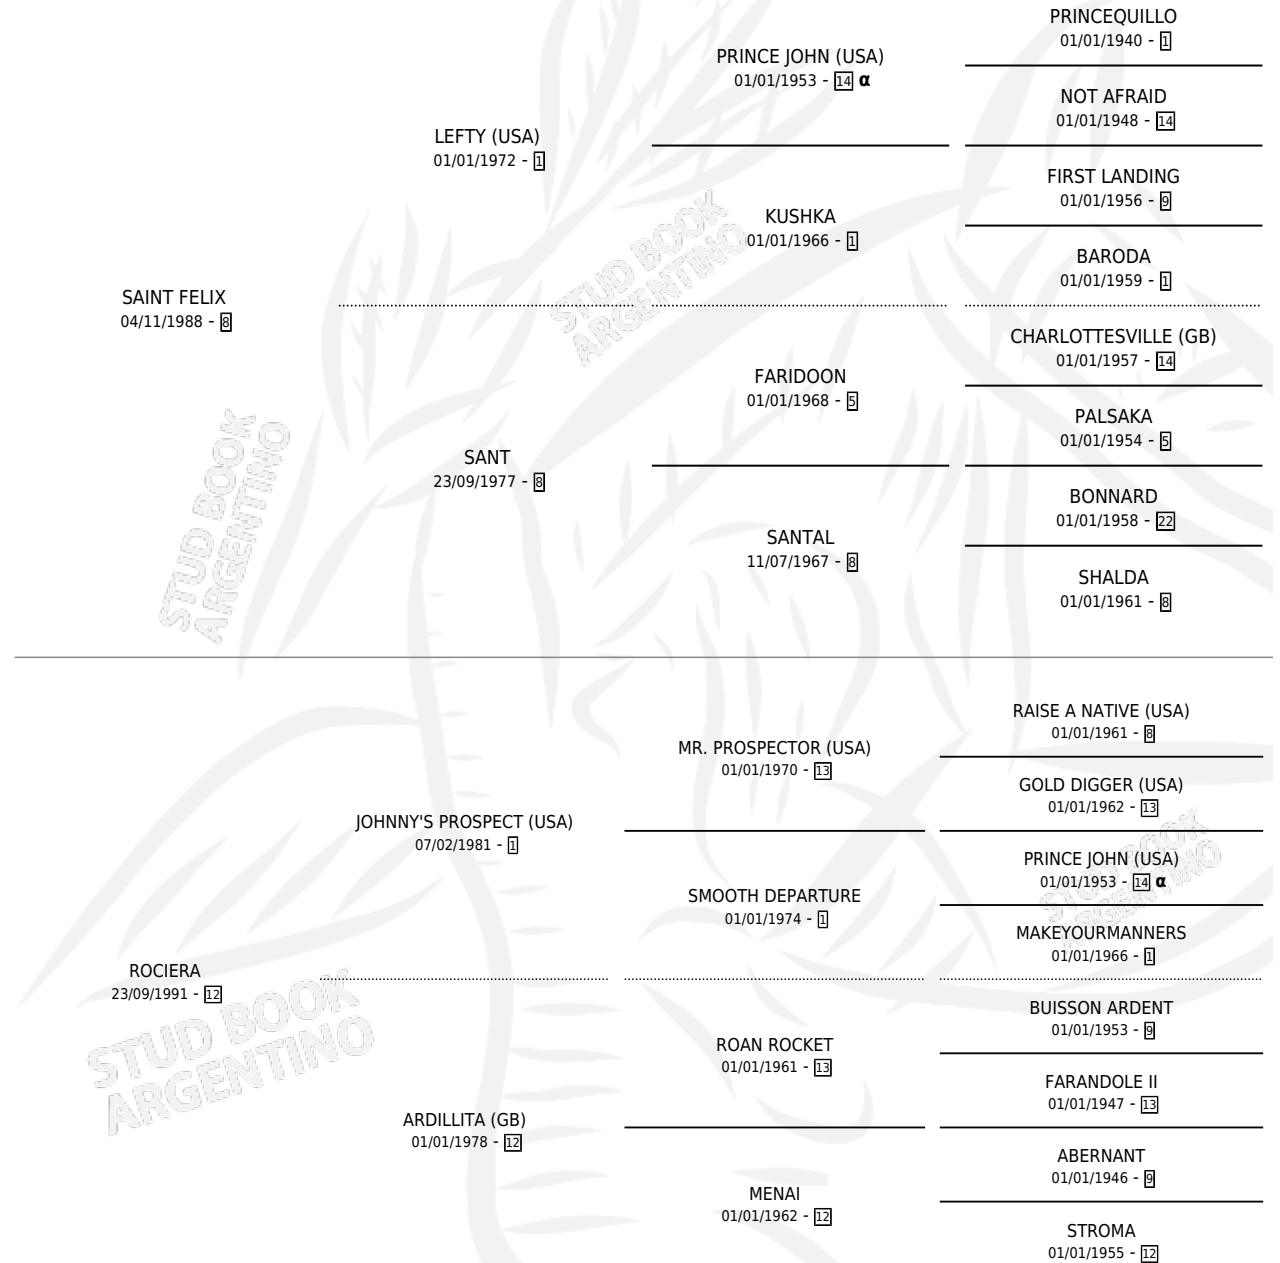 PRINCEQUILLO
01/01/1940 - 1
PRINCE JOHN (USA)
01/01/1953 - 14 α
NOT AFRAID
01/01/1948 - 14
LEFTY (USA)
01/01/1972 - 1
FIRST LANDING
01/01/1956 - 9
KUSHKA
01/01/1966 - 1
BARODA
01/01/1959 - 1
SAINT FELIX
04/11/1988 - 8
CHARLOTTESVILLE (GB)
01/01/1957 - 14
FARIDOON
01/01/1968 - 5
PALSAKA
01/01/1954 - 5
SANT
23/09/1977 - 8
BONNARD
01/01/1958 - 22
SANTAL
11/07/1967 - 8
SHALDA
01/01/1961 - 8
STUD BOOK
ARGENTINO
STUD BOOK
ARGENTINO
RAISE A NATIVE (USA)
01/01/1961 - 8
MR. PROSPECTOR (USA)
01/01/1970 - 13
GOLD DIGGER (USA)
01/01/1962 - 13
JOHNNY'S PROSPECT (USA)
07/02/1981 - 1
PRINCE JOHN (USA)
01/01/1953 - 14 α
SMOOTH DEPARTURE
01/01/1974 - 1
MAKEYOURMANNERS
01/01/1966 - 1
ROCIERA
23/09/1991 - 12
BUISSON ARDENT
01/01/1953 - 9
ROAN ROCKET
01/01/1961 - 13
FARANDOLE II
01/01/1947 - 13
ARDILLITA (GB)
01/01/1978 - 12
ABERNANT
01/01/1946 - 9
MENAI
01/01/1962 - 12
STROMA
01/01/1955 - 12
STUD BOOK
ARGENTINO
STUD BOOK
ARGENTINO